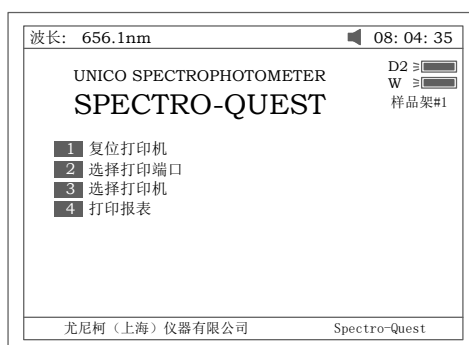 波长: 656.1nm 08: 04: 35
D2
UNICO SPECTROPHOTOMETER W
SPECTRO-QUEST 样品架#1
1 复位打印机
2 选择打印端口
3 选择打印机
4 打印报表
尤尼柯（上海）仪器有限公司 Spectro-Quest